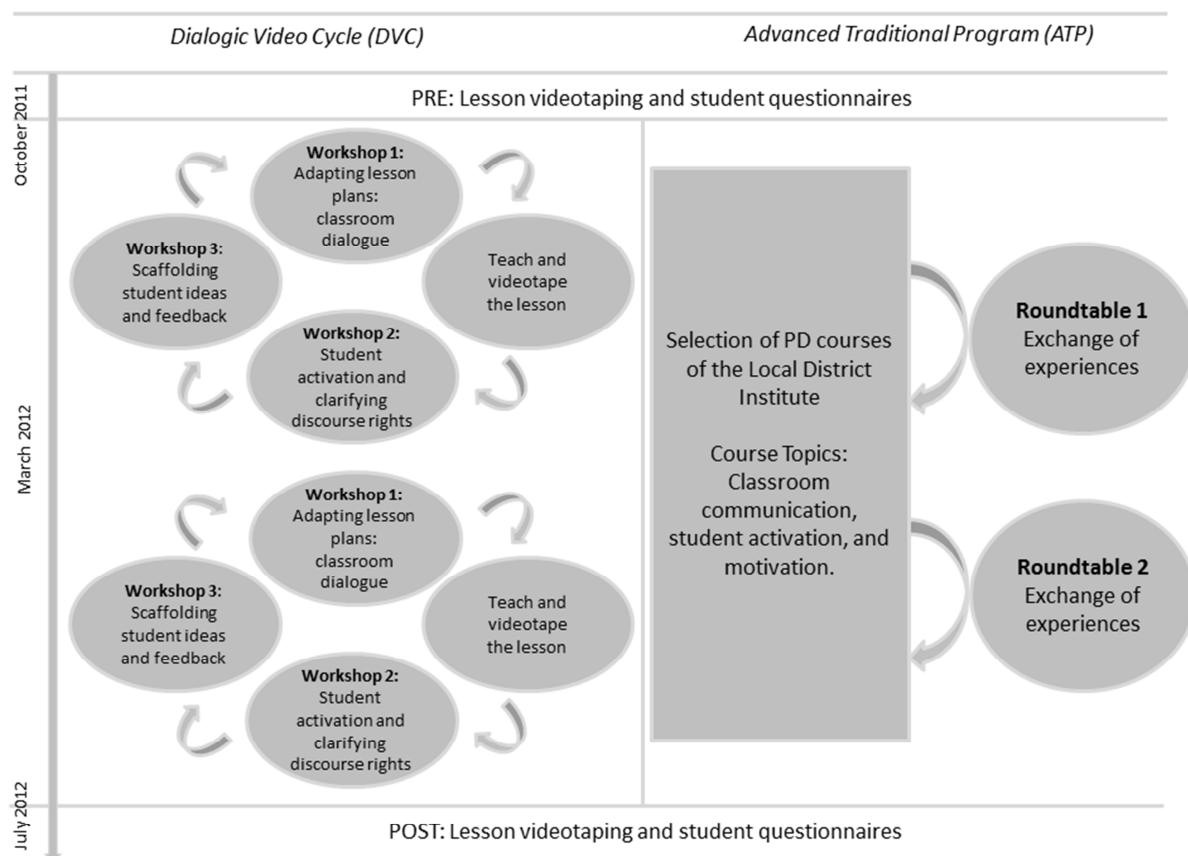 Dialogic Video Cycle (DVC)
Advanced Traditional Program (ATP)
October 2011
PRE: Lesson videotaping and student questionnaires
Workshop 1:
Adapting lesson
plans:
classroom
dialogue
Teach and
videotape
the lesson
Workshop 2:
Student
activation and
clarifying
discourse rights
Workshop 3:
Scaffolding
student ideas
and feedback
March 2012
Workshop 1:
Adapting lesson
plans:
classroom
dialogue
Teach and
videotape
the lesson
Workshop 2:
Student
activation and
clarifying
discourse rights
Workshop 3:
Scaffolding
student ideas
and feedback
Selection of PD courses
of the Local District
Institute
Course Topics:
Classroom
communication,
student activation, and
motivation.
Roundtable 1
Exchange of
experiences
Roundtable 2
Exchange of
experiences
July 2012
POST: Lesson videotaping and student questionnaires